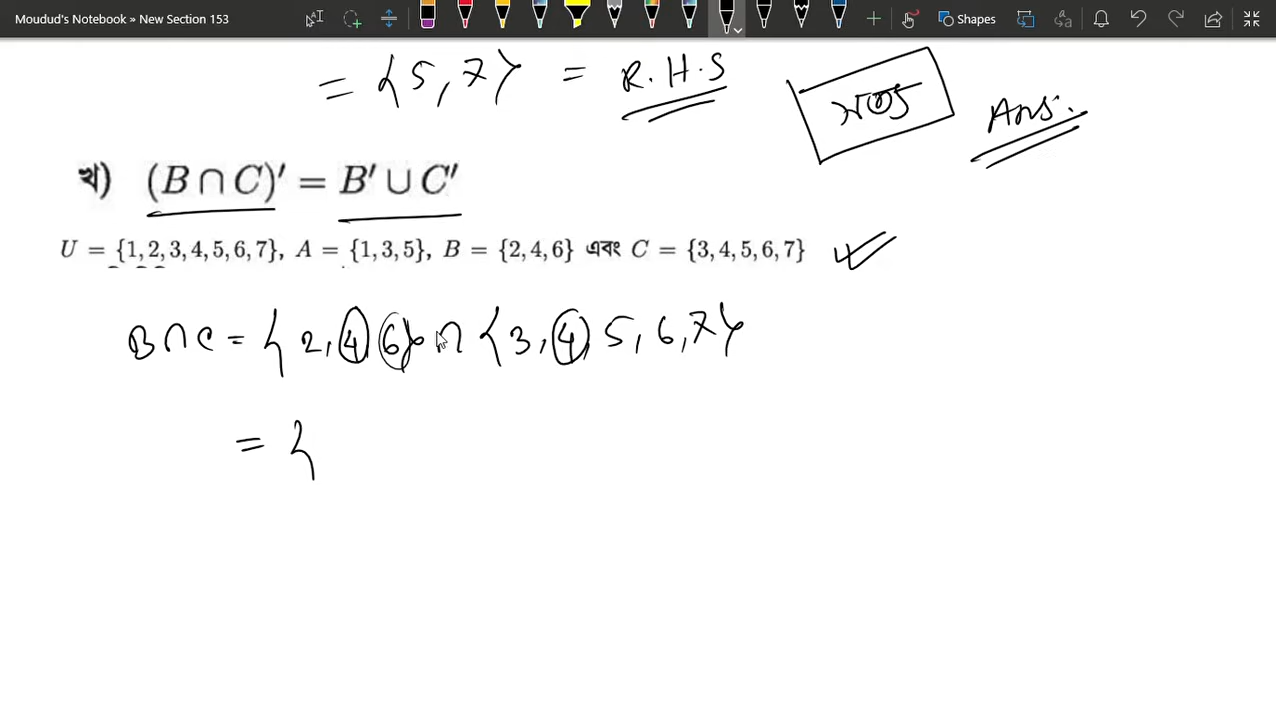 Moudud's Notebook » New Section 153
Shapes
= {5, 7} = R.H.S
সত্য
Ans.
খ) (B ∩ C)' = B' ∪ C'
U = {1, 2, 3, 4, 5, 6, 7}, A = {1, 3, 5}, B = {2, 4, 6} এবং C = {3, 4, 5, 6, 7}
B∩C = { 2, 4, 6} ∩ {3, 4, 5, 6, 7}
= {